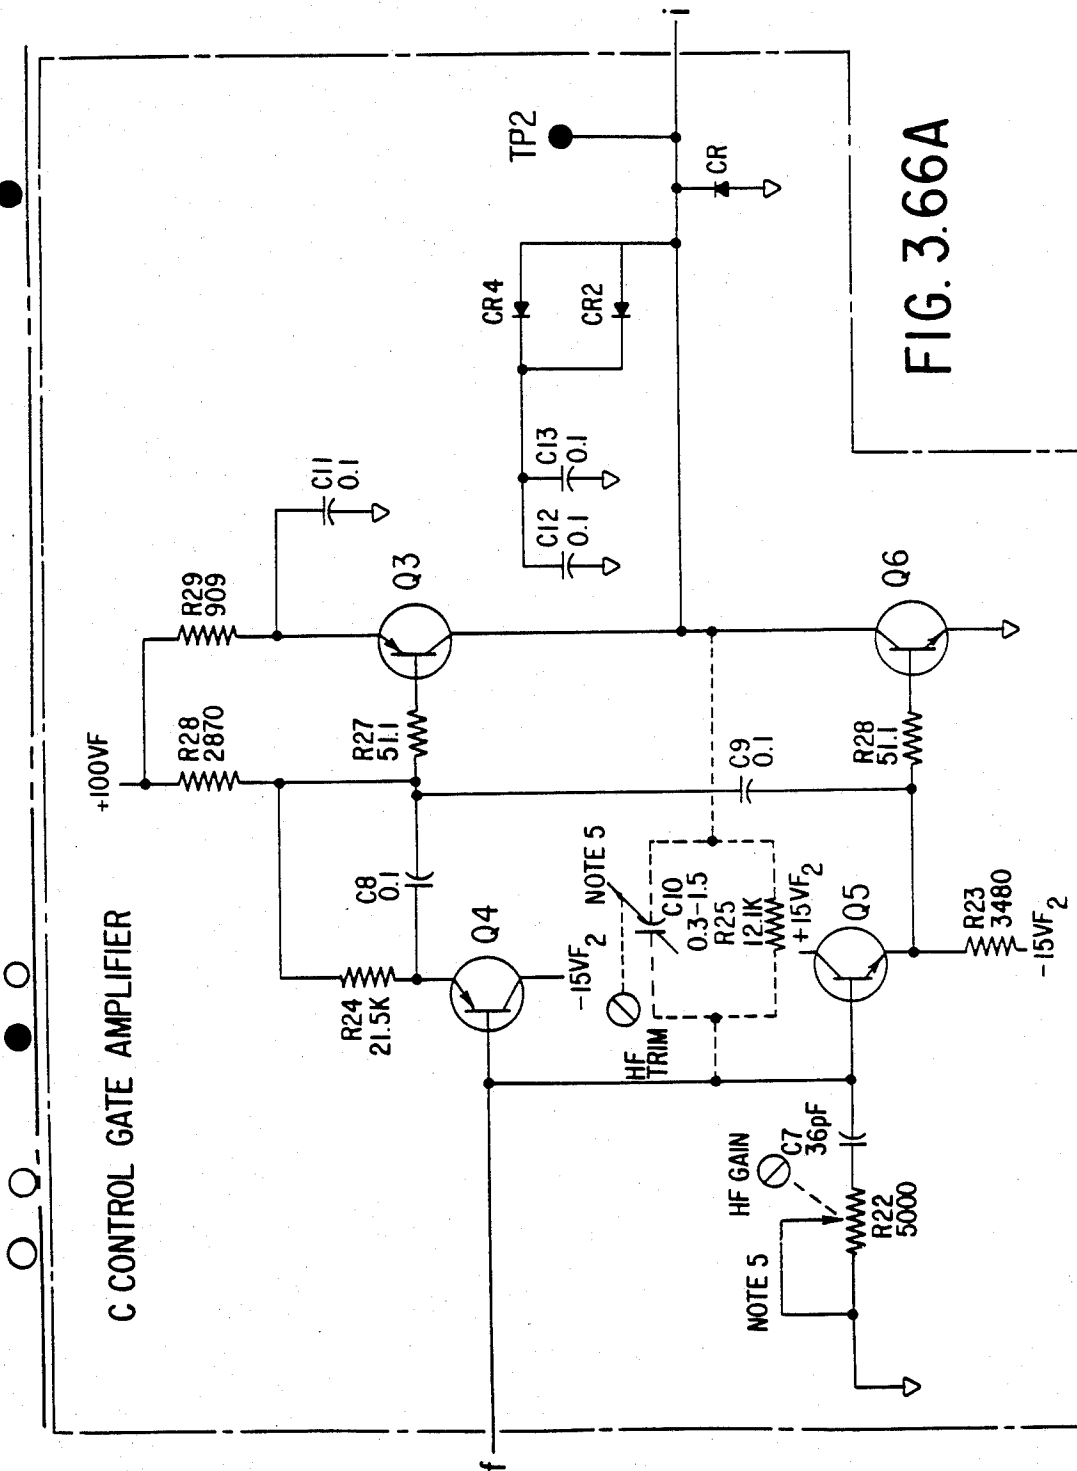 C CONTROL GATE AMPLIFIER
+100VF
R28
2870
R29
909
C11
0.1
R27
51.1
Q3
C8
0.1
R24
21.5K
Q4
-15VF2
NOTE 5
C10
0.3-1.5
R25
12.1K
+15VF2
HF
TRIM
C9
0.1
C12
0.1
C13
0.1
CR4
CR2
TP2
CR
i
f
HF GAIN
C7
36pF
NOTE 5
R22
5000
Q5
R23
3480
-15VF2
R28
51.1
Q6
FIG. 3.66A